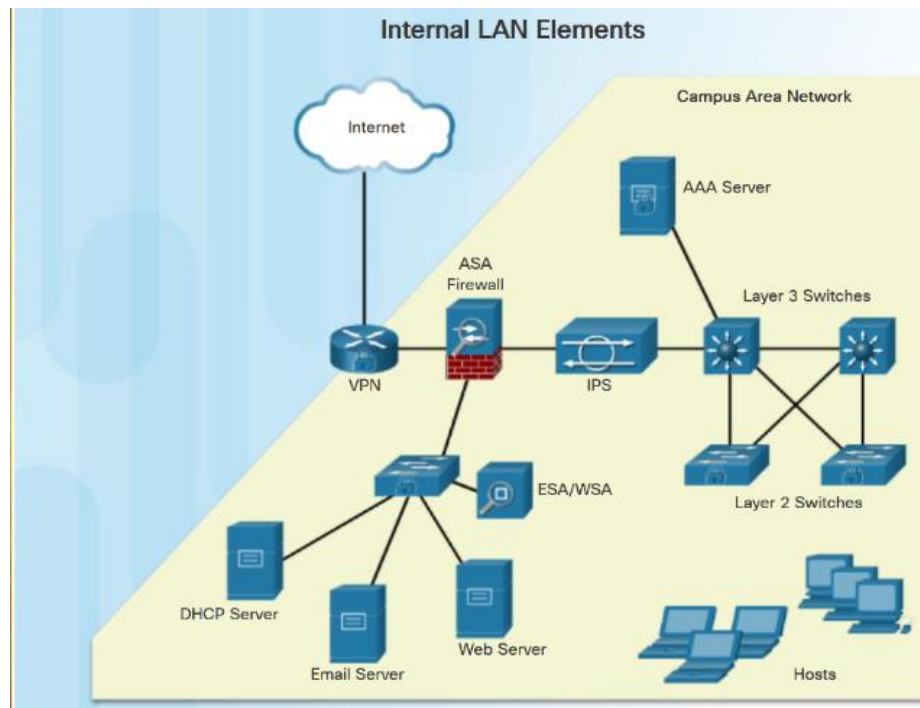 Internal LAN Elements
Campus Area Network
Internet
AAA Server
ASA
Firewall
Layer 3 Switches
VPN
IPS
ESA/WSA
Layer 2 Switches
DHCP Server
Email Server
Web Server
Hosts